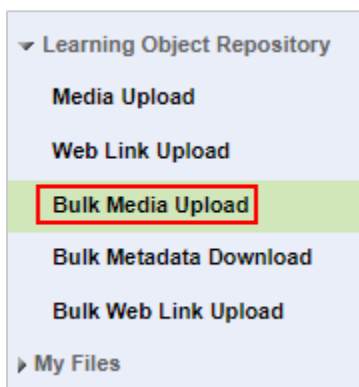 Learning Object Repository
Media Upload
Web Link Upload
Bulk Media Upload
Bulk Metadata Download
Bulk Web Link Upload
My Files